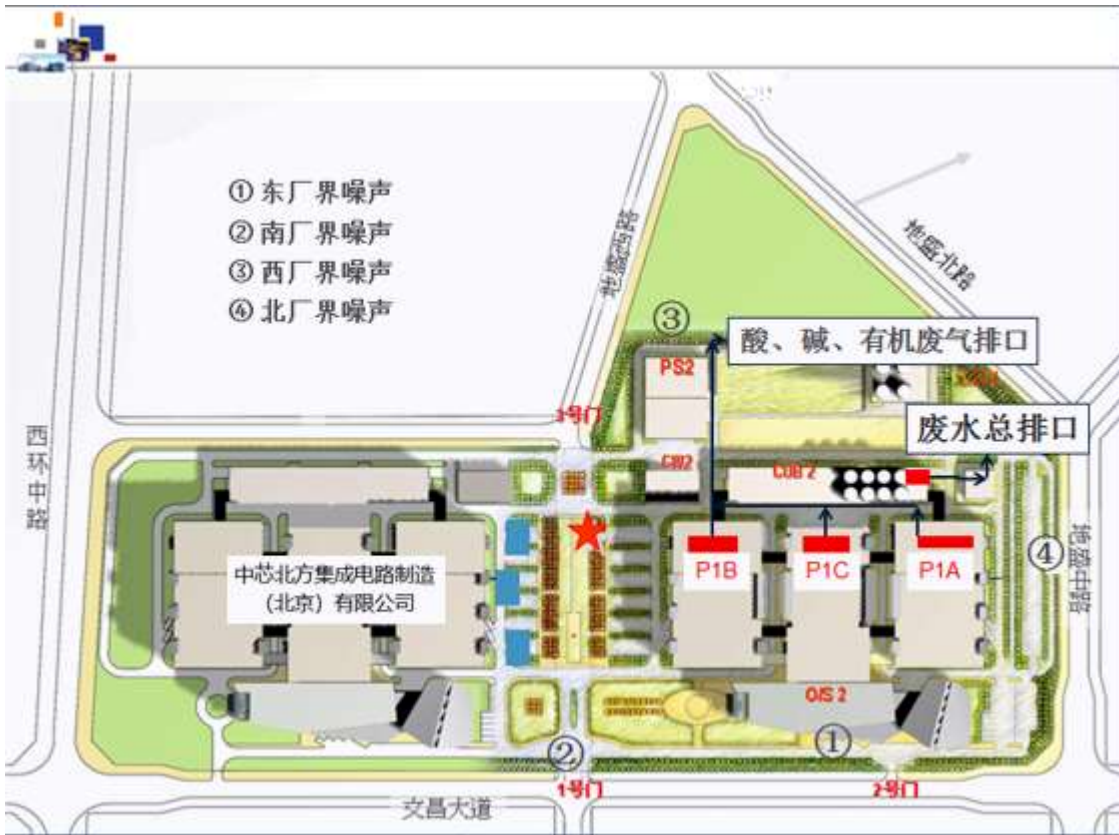 ① 东厂界噪声
② 南厂界噪声
③ 西厂界噪声
④ 北厂界噪声
地盛西路
地盛北路
③
酸、碱、有机废气排口
PS2
3号门
废水总排口
西环中路
CUB 2
P1B
P1C
P1A
④
地盛中路
中芯北方集成电路制造
（北京）有限公司
O/S 2
①
②
1号门
2号门
文昌大道